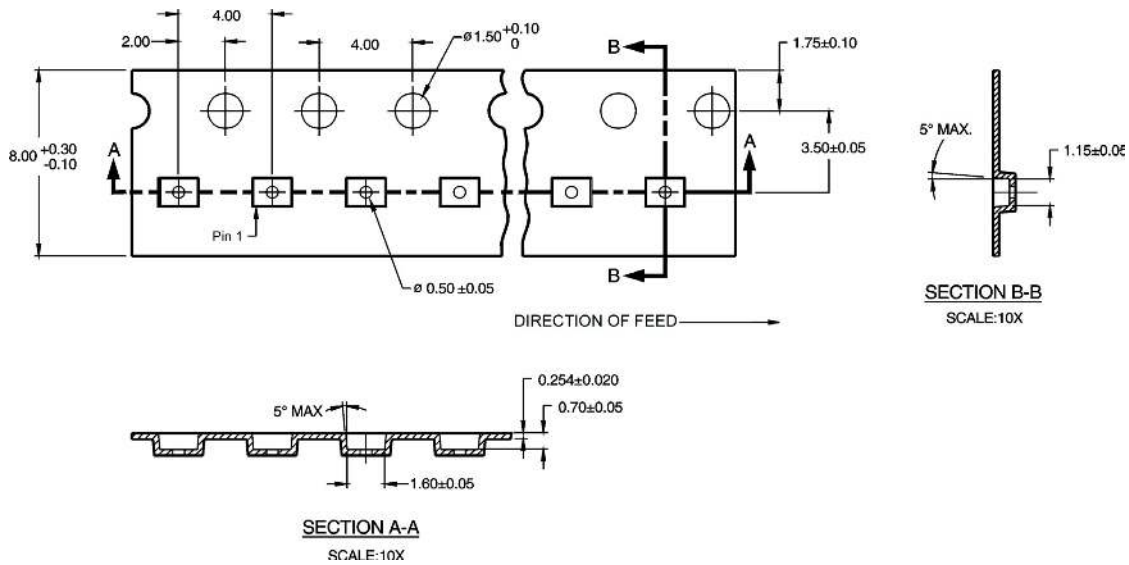 4.00
2.00
4.00
ø1.50 +0.10 0
B
1.75±0.10
8.00 +0.30 -0.10
A
A
3.50±0.05
5° MAX.
1.15±0.05
Pin 1
ø 0.50 ±0.05
B
SECTION B-B
SCALE:10X
DIRECTION OF FEED
0.254±0.020
5° MAX
0.70±0.05
1.60±0.05
SECTION A-A
SCALE:10X